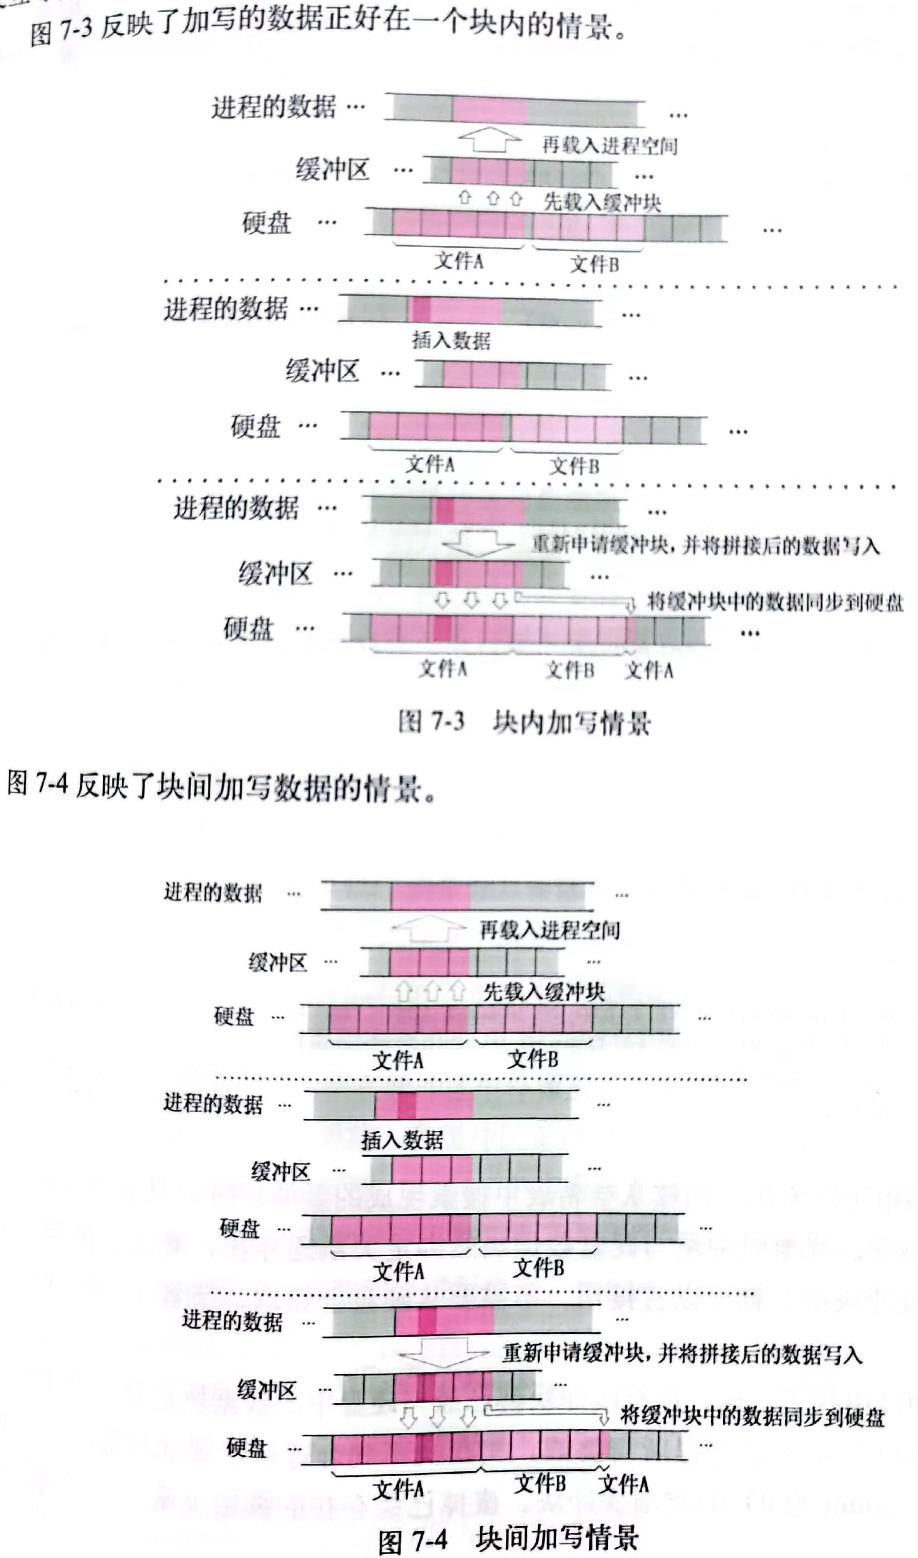 图 7-3 反映了加写的数据正好在一个块内的情景。
进程的数据 ··· ···
再载入进程空间
缓冲区 ··· ···
先载入缓冲块
硬盘 ··· ···
文件A 文件B
进程的数据 ··· ···
插入数据
缓冲区 ··· ···
硬盘 ··· ···
文件A 文件B
进程的数据 ··· ···
重新申请缓冲块，并将拼接后的数据写入
缓冲区 ··· ···
将缓冲块中的数据同步到硬盘
硬盘 ··· ···
文件A 文件B 文件A
图 7-3 块内加写情景
图 7-4 反映了块间加写数据的情景。
进程的数据 ··· ···
再载入进程空间
缓冲区 ··· ···
先载入缓冲块
硬盘 ··· ···
文件A 文件B
进程的数据 ··· ···
插入数据
缓冲区 ··· ···
硬盘 ··· ···
文件A 文件B
进程的数据 ··· ···
重新申请缓冲块，并将拼接后的数据写入
缓冲区 ··· ···
将缓冲块中的数据同步到硬盘
硬盘 ··· ···
文件A 文件B 文件A
图 7-4 块间加写情景